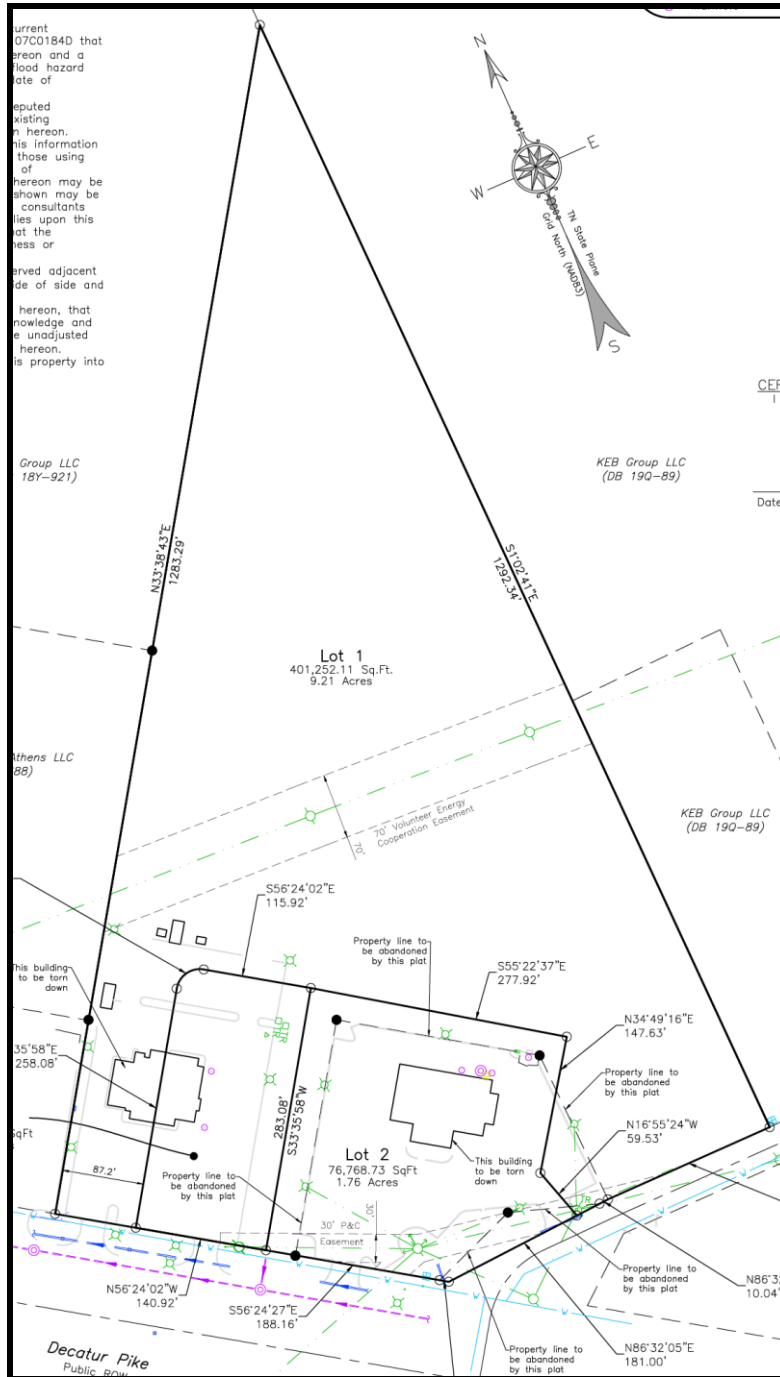 current
07C0184D that
ereon and a
flood hazard
date of
eputed
existing
n hereon.
his information
those using
of
hereon may be
shown may be
consultants
lies upon this
at the
ness or
erved adjacent
ide of side and
hereon, that
nowledge and
e unadjusted
hereon.
is property into
N
E
W
S
TN State Plane
Grid North (NAD83)
CER
I
Date
Group LLC
18Y-921)
KEB Group LLC
(DB 19Q-89)
N33°38'43"E
1283.29'
S1°02'41"E
1292.34'
Lot 1
401,252.11 Sq.Ft.
9.21 Acres
Athens LLC
88)
70' Volunteer Energy
Cooperation Easement
70'
KEB Group LLC
(DB 19Q-89)
S56°24'02"E
115.92'
Property line to
be abandoned
by this plat
S55°22'37"E
277.92'
This building
to be torn
down
N34°49'16"E
147.63'
35'58"E
258.08'
TR
Property line to
be abandoned
by this plat
N16°55'24"W
59.53'
283.08'
S33°35'58"W
SqFt
Lot 2
76,768.73 SqFt
1.76 Acres
This building
to be torn
down
87.2'
Property line to
be abandoned
by this plat
TR
30' P&C
Easement
30'
N56°24'02"W
140.92'
S56°24'27"E
188.16'
Property line to
be abandoned
by this plat
N86°32
10.04'
N86°32'05"E
181.00'
Property line to
be abandoned
by this plat
Decatur Pike
Public ROW